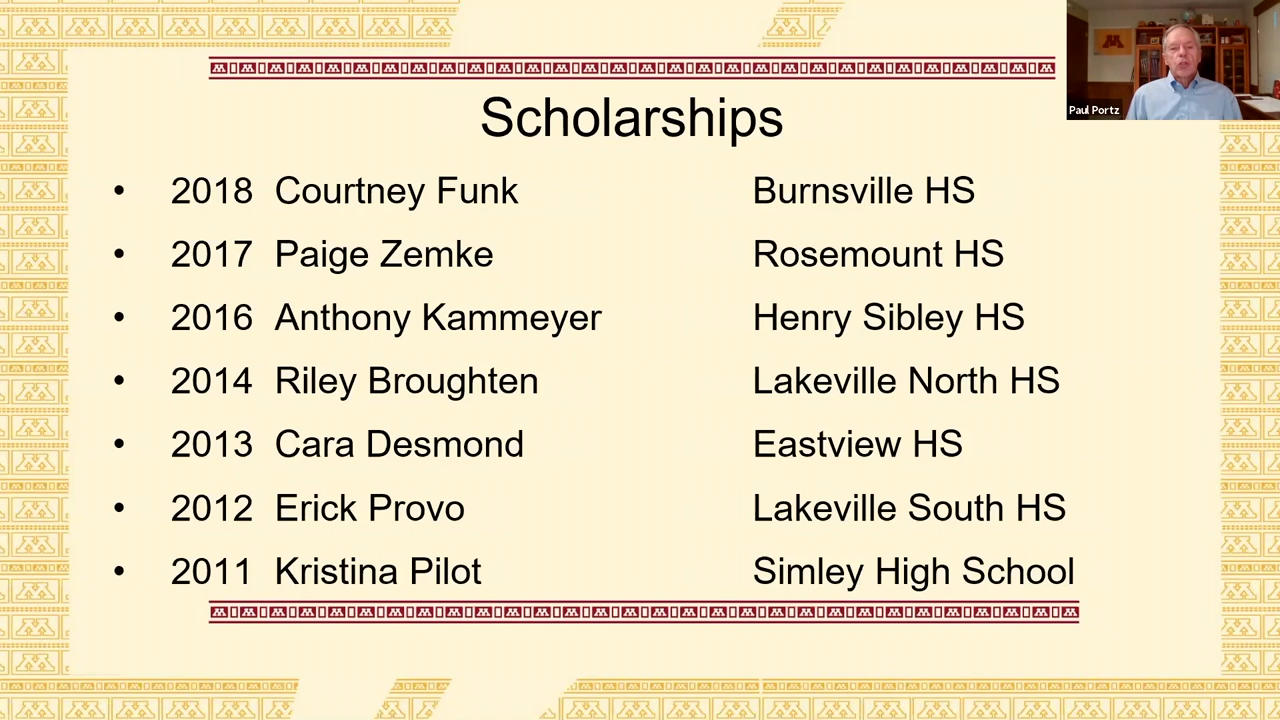 Scholarships
Paul Portz
• 2018 Courtney Funk Burnsville HS
• 2017 Paige Zemke Rosemount HS
• 2016 Anthony Kammeyer Henry Sibley HS
• 2014 Riley Broughten Lakeville North HS
• 2013 Cara Desmond Eastview HS
• 2012 Erick Provo Lakeville South HS
• 2011 Kristina Pilot Simley High School